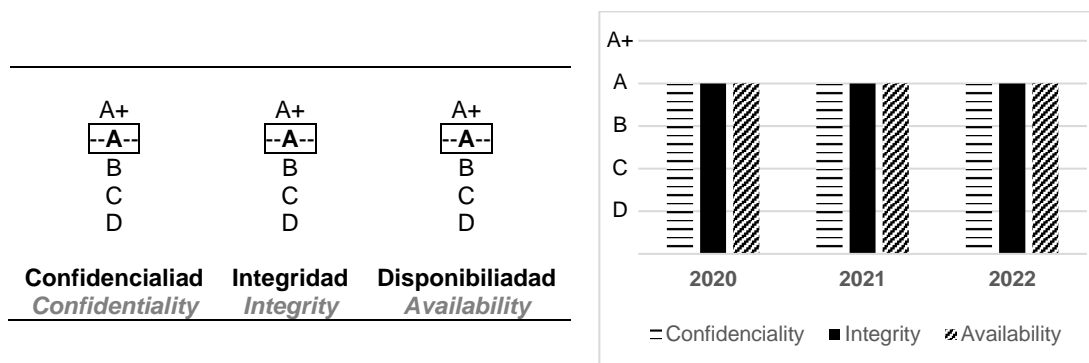 A+ A+ A+
--A-- --A-- --A--
B B B
C C C
D D D
Confidencialiad Integridad Disponibiliadad
Confidentiality Integrity Availability
A+
A
B
C
D
2020 2021 2022
Confidenciality Integrity Availability